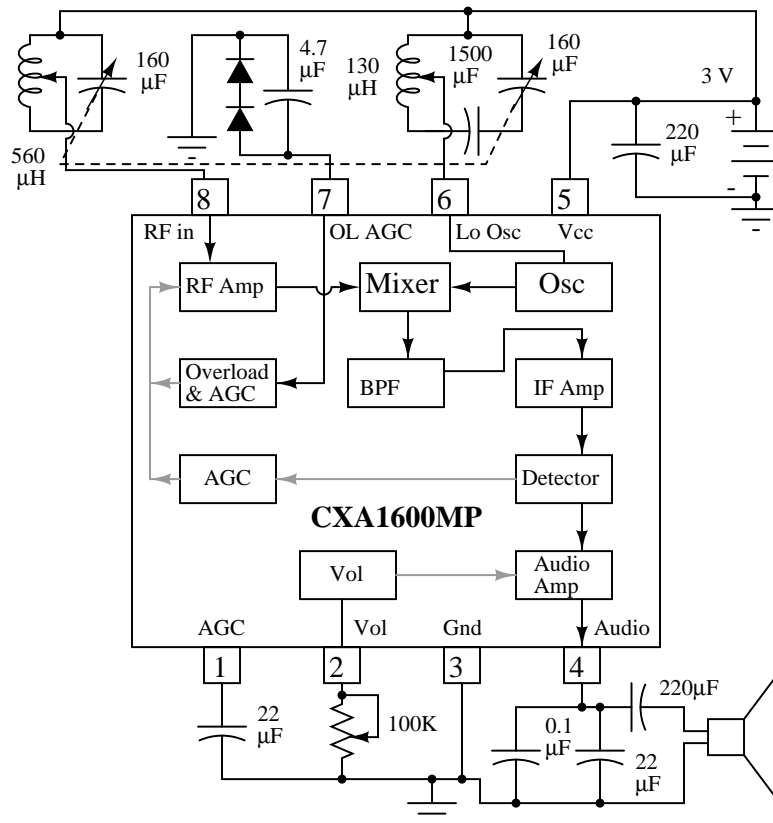 160
μF
4.7
μF
130
μH
1500
μF
160
μF
3 V
+
220
μF
-
560
μH
8
7
6
5
RF in
OL AGC
Lo Osc
Vcc
RF Amp
Mixer
Osc
Overload
& AGC
BPF
IF Amp
AGC
Detector
CXA1600MP
Vol
Audio
Amp
AGC
Vol
Gnd
Audio
1
2
3
4
22
μF
100K
220μF
0.1
μF
22
μF